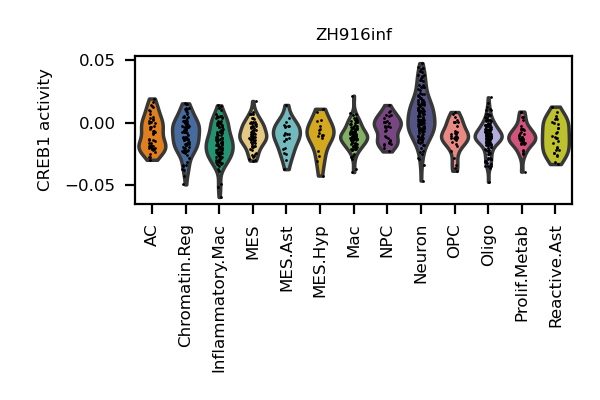 ZH916inf
CREB1 activity
0.05
0.00
−0.05
AC
Chromatin.Reg
Inflammatory.Mac
MES
MES.Ast
MES.Hyp
Mac
NPC
Neuron
OPC
Oligo
Prolif.Metab
Reactive.Ast